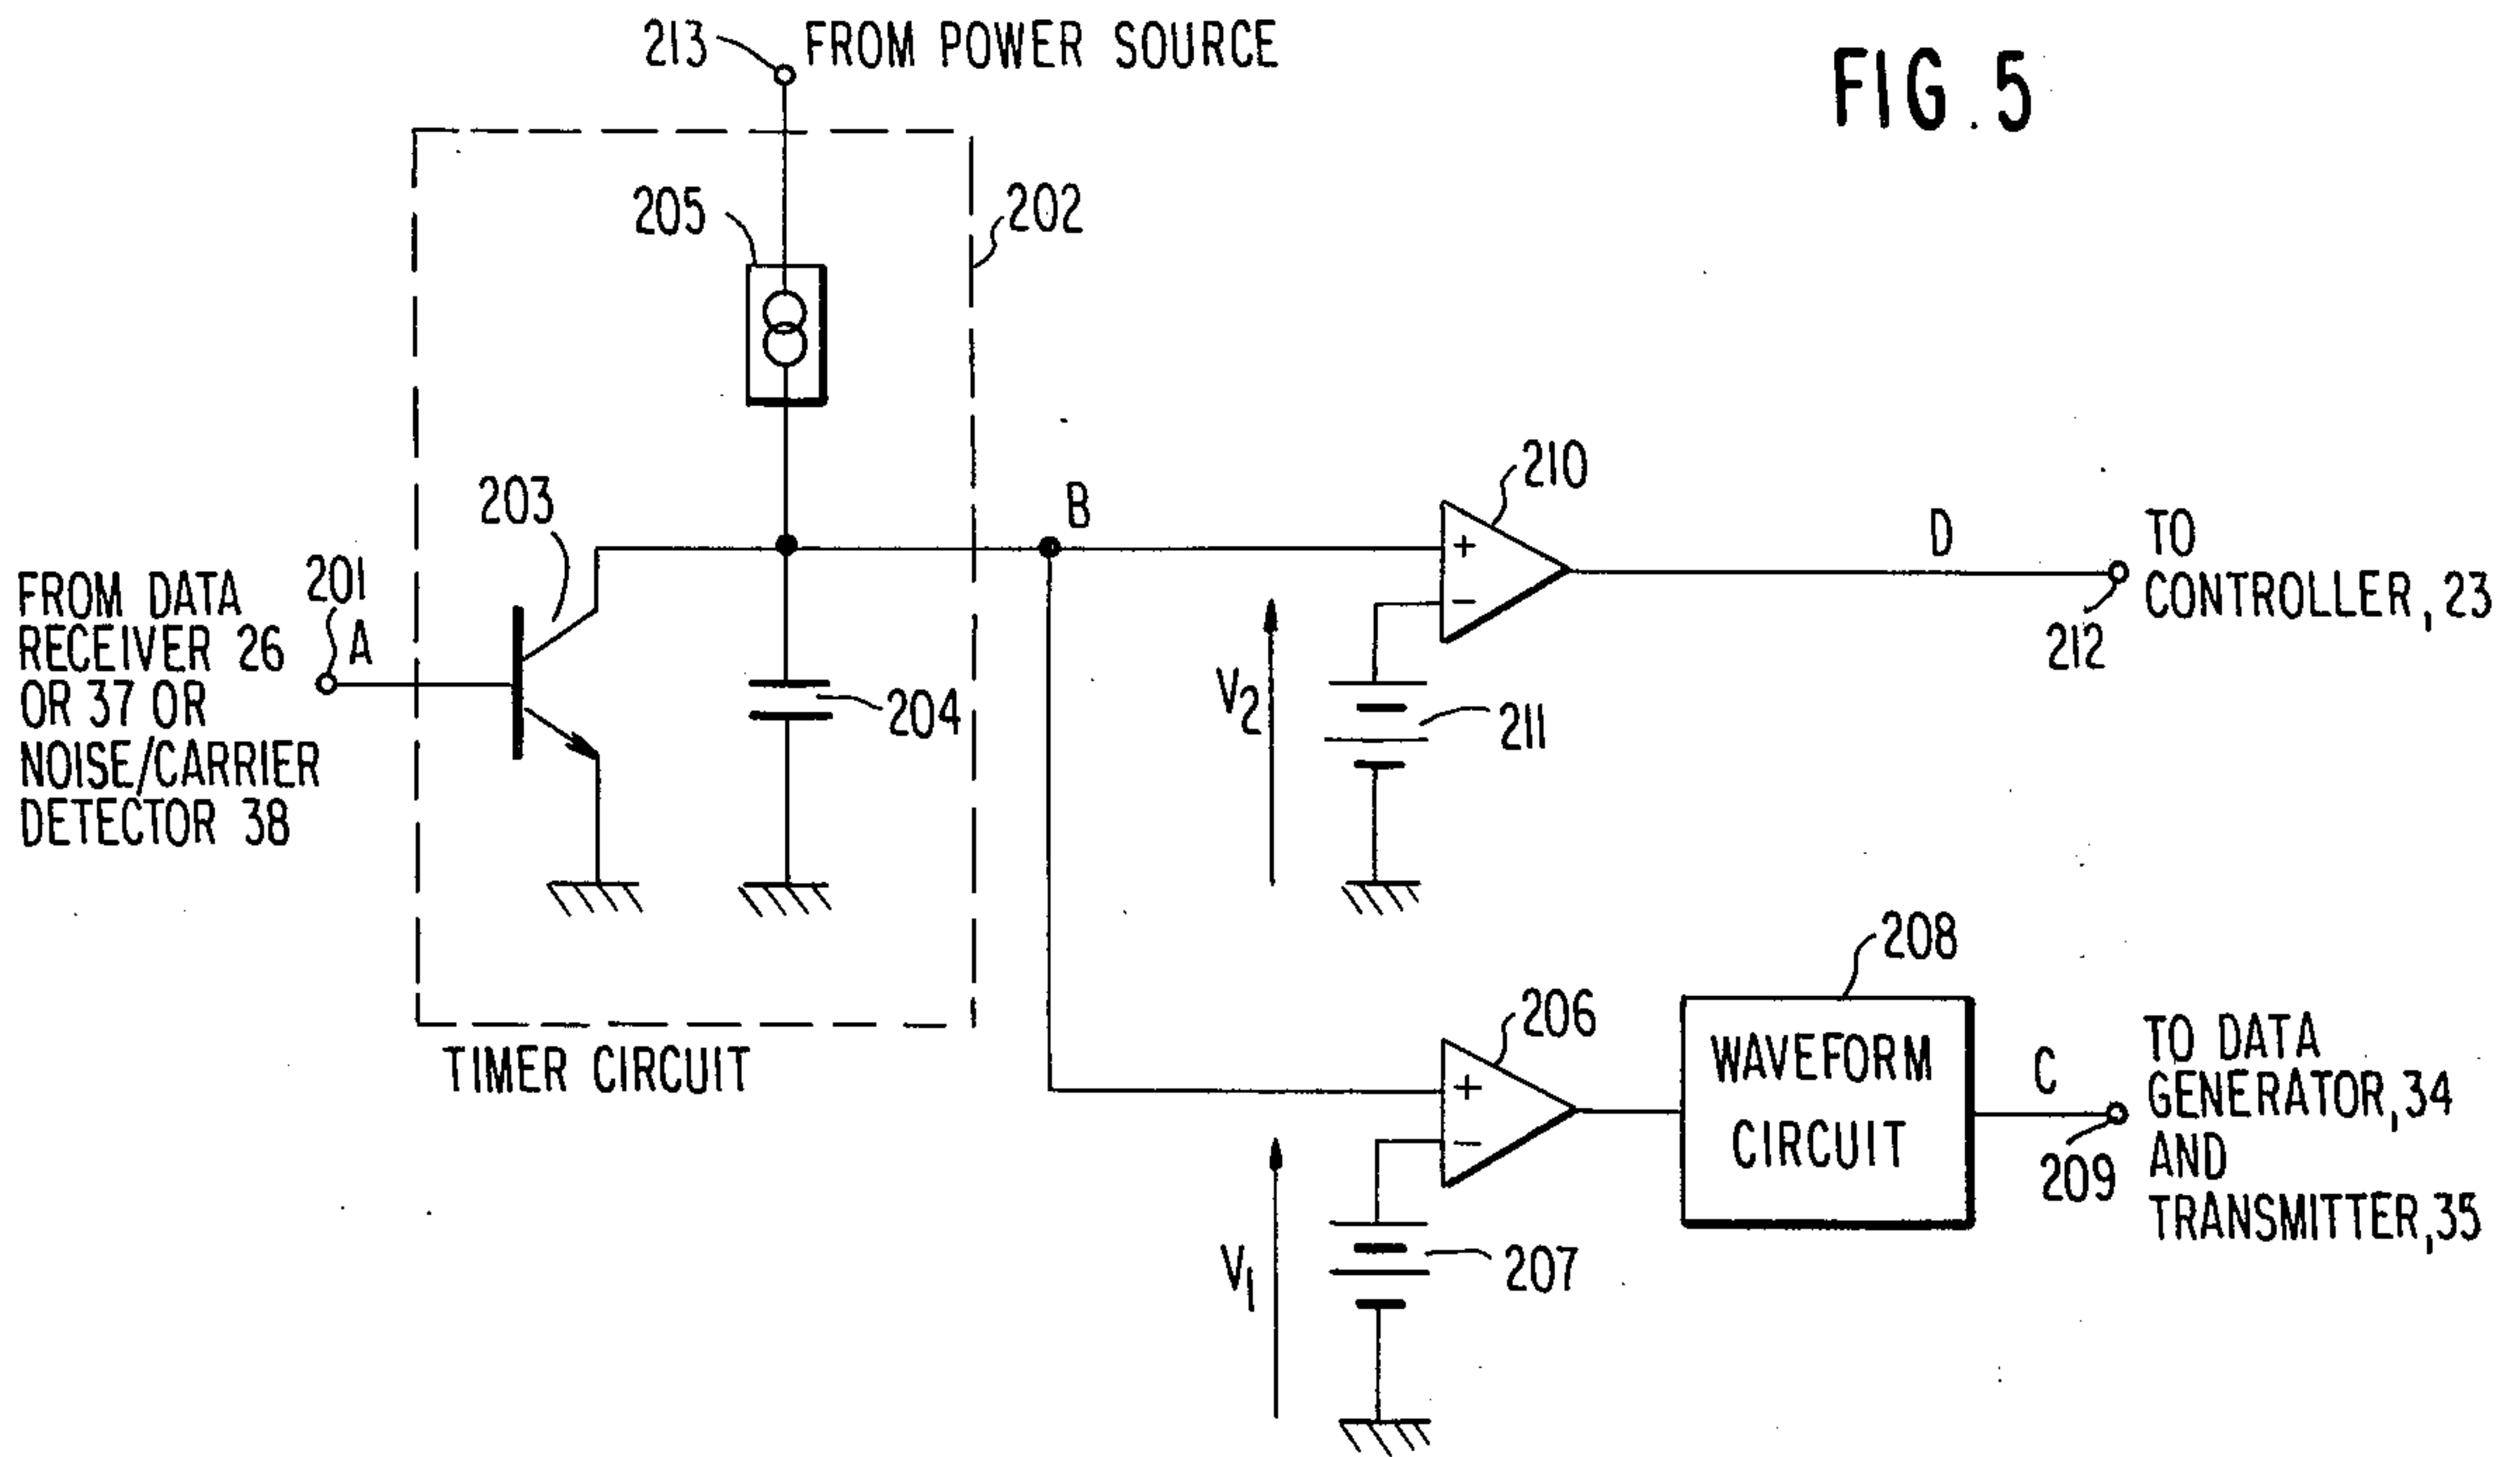 213
FROM POWER SOURCE
FIG. 5
205
202
203
B
210
D
TO
CONTROLLER, 23
212
201
A
FROM DATA
RECEIVER 26
OR 37 OR
NOISE/CARRIER
DETECTOR 38
+
−
204
V2
211
TIMER CIRCUIT
208
206
WAVEFORM
CIRCUIT
C
209
TO DATA
GENERATOR, 34
AND
TRANSMITTER, 35
+
−
V1
207